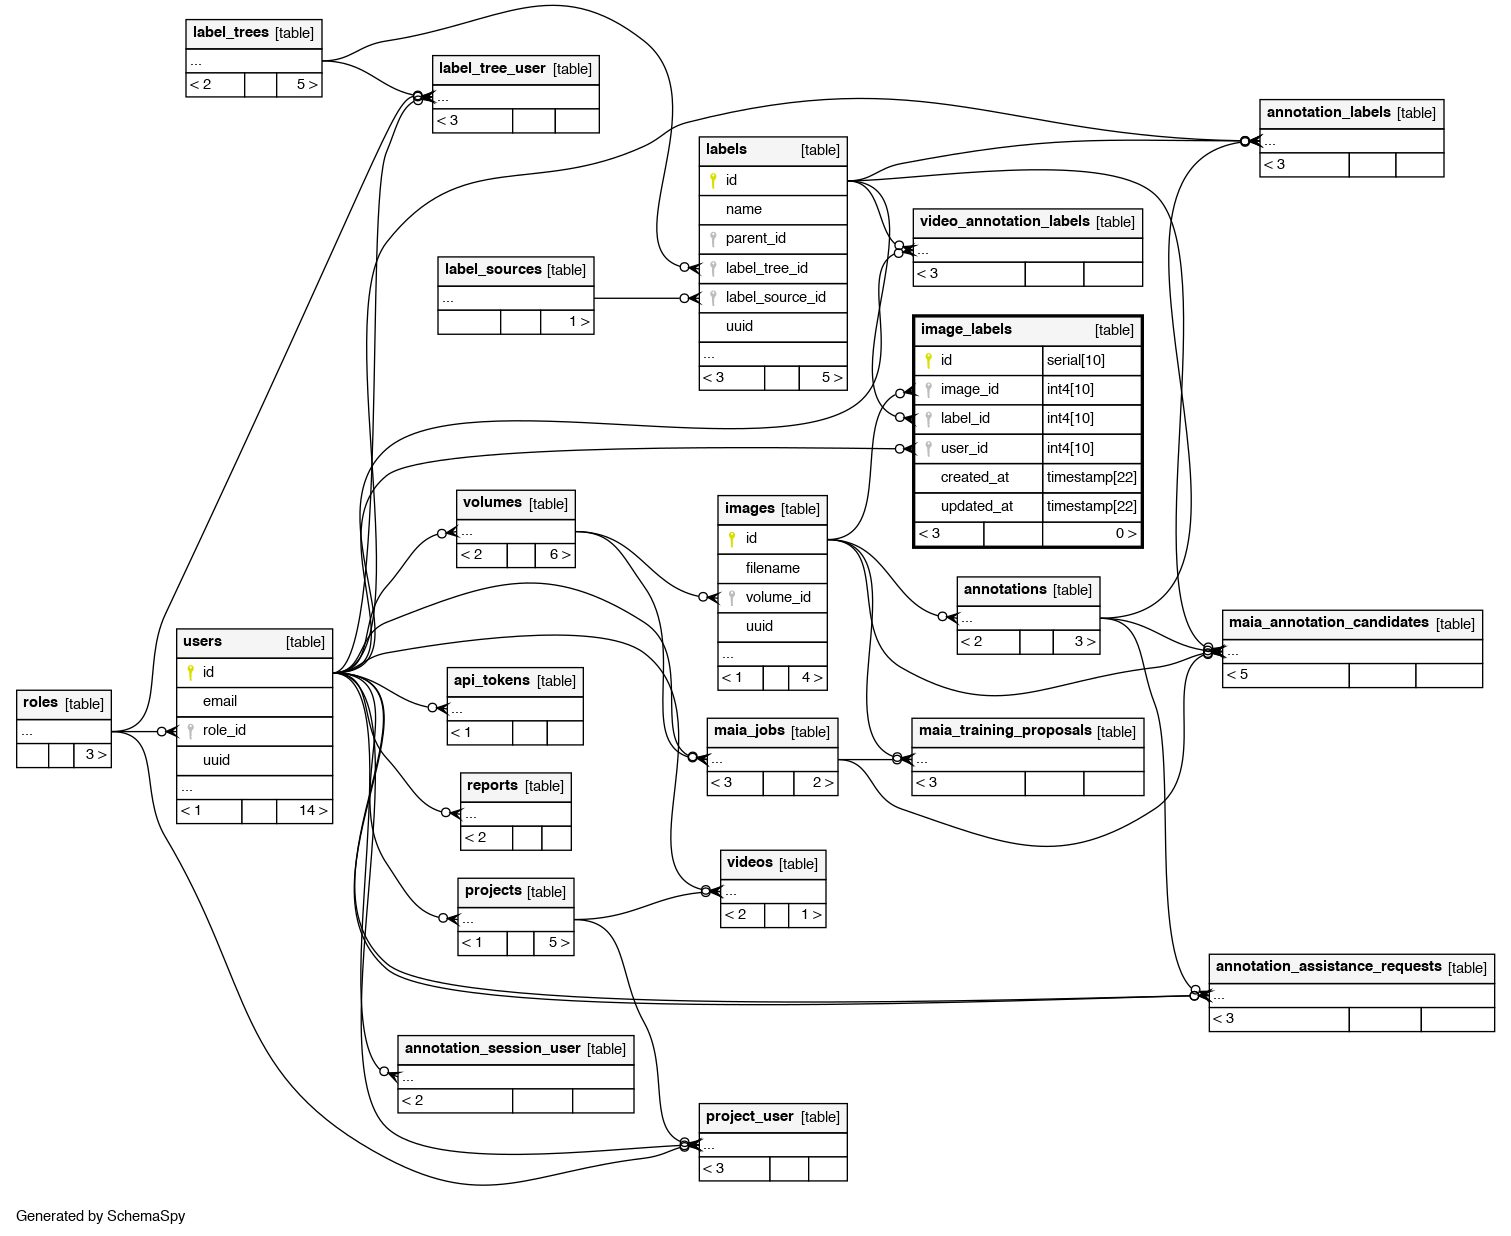 label_trees [table]
...
< 2 5 >
label_tree_user [table]
...
< 3
annotation_labels [table]
...
< 3
labels [table]
id
name
parent_id
label_tree_id
label_source_id
uuid
...
< 3 5 >
video_annotation_labels [table]
...
< 3
label_sources [table]
...
1 >
image_labels [table]
id serial[10]
image_id int4[10]
label_id int4[10]
user_id int4[10]
created_at timestamp[22]
updated_at timestamp[22]
< 3 0 >
volumes [table]
...
< 2 6 >
images [table]
id
filename
volume_id
uuid
...
< 1 4 >
annotations [table]
...
< 2 3 >
maia_annotation_candidates [table]
...
< 5
users [table]
id
email
role_id
uuid
...
< 1 14 >
roles [table]
...
3 >
api_tokens [table]
...
< 1
maia_jobs [table]
...
< 3 2 >
maia_training_proposals [table]
...
< 3
reports [table]
...
< 2
videos [table]
...
< 2 1 >
projects [table]
...
< 1 5 >
annotation_assistance_requests [table]
...
< 3
annotation_session_user [table]
...
< 2
project_user [table]
...
< 3
Generated by SchemaSpy